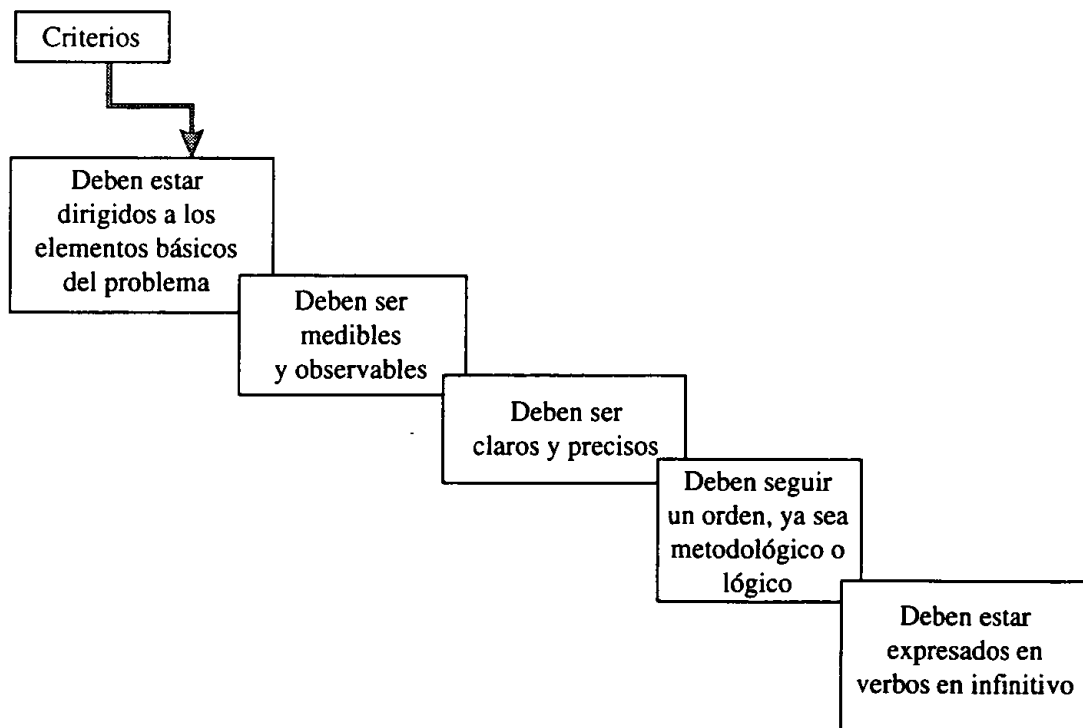 Criterios
Deben estar
dirigidos a los
elementos básicos
del problema
Deben ser
medibles
y observables
Deben ser
claros y precisos
Deben seguir
un orden, ya sea
metodológico o
lógico
Deben estar
expresados en
verbos en infinitivo